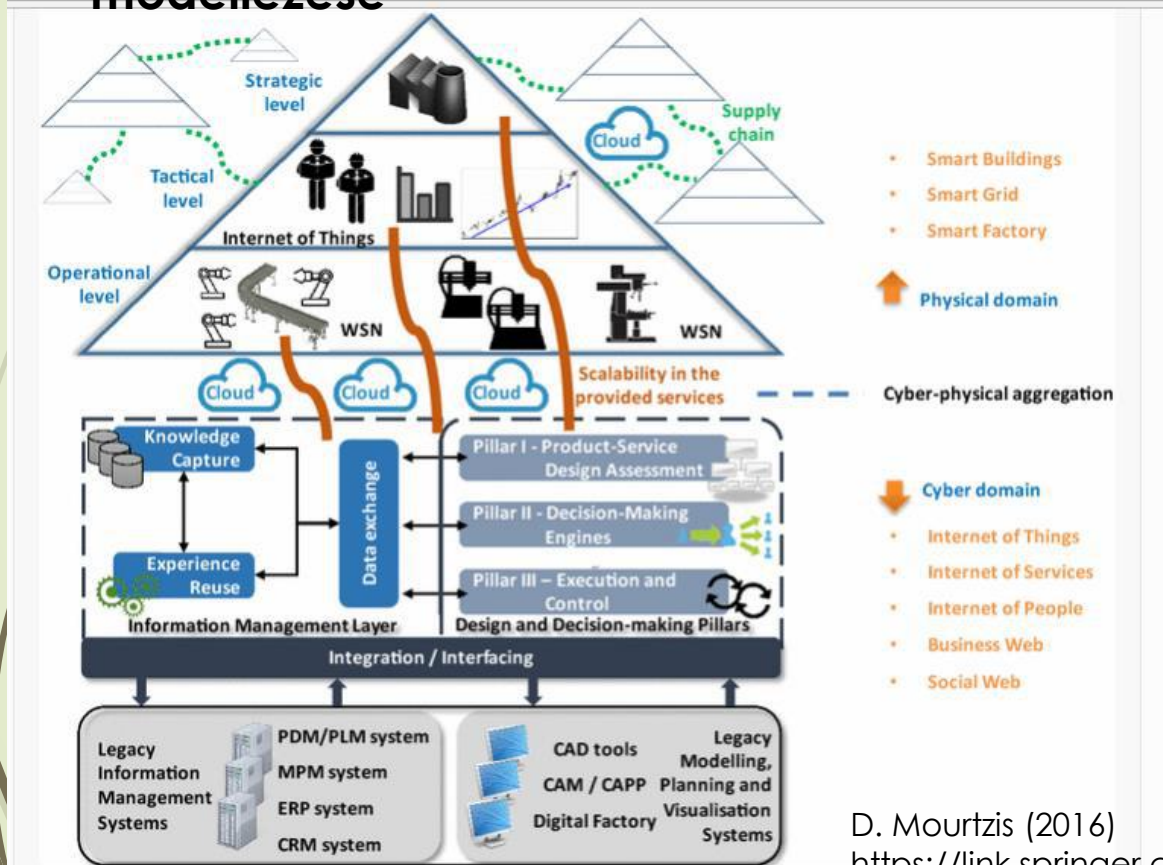 modellezése
Strategic
level
Supply
chain
Cloud
Tactical
level
Internet of Things
Operational
level
WSN
WSN
Cloud
Cloud
Cloud
Scalability in the
provided services
Smart Buildings
Smart Grid
Smart Factory
Physical domain
Cyber-physical aggregation
Cyber domain
Internet of Things
Internet of Services
Internet of People
Business Web
Social Web
Knowledge
Capture
Experience
Reuse
Data exchange
Information Management Layer
Pillar I - Product-Service
Design Assessment
Pillar II - Decision-Making
Engines
Pillar III – Execution and
Control
Design and Decision-making Pillars
Integration / Interfacing
Legacy
Information
Management
Systems
PDM/PLM system
MPM system
ERP system
CRM system
CAD tools
CAM / CAPP
Digital Factory
Legacy
Modelling,
Planning and
Visualisation
Systems
D. Mourtzis (2016)